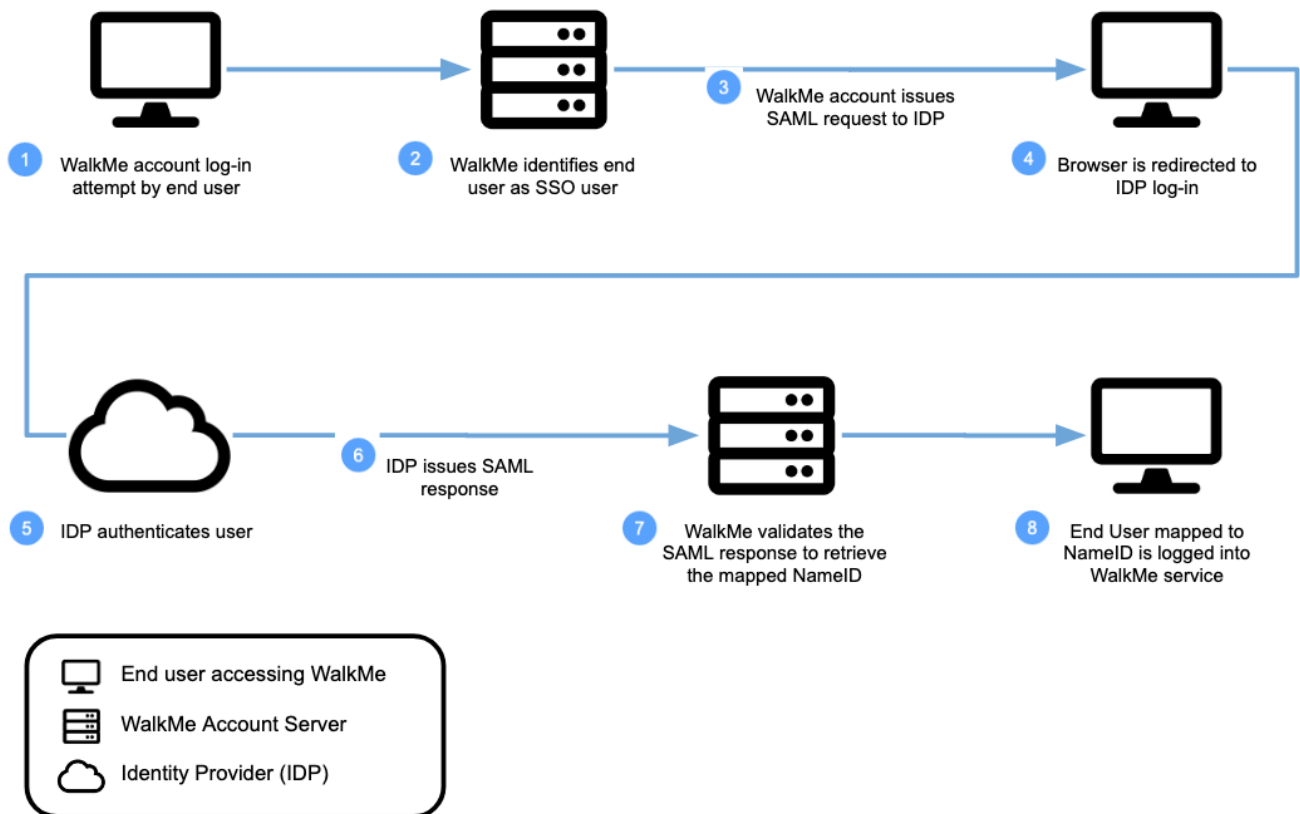 1
WalkMe account log-in
attempt by end user
2
WalkMe identifies end
user as SSO user
3
WalkMe account issues
SAML request to IDP
4
Browser is redirected to
IDP log-in
5
IDP authenticates user
6
IDP issues SAML
response
7
WalkMe validates the
SAML response to retrieve
the mapped NameID
8
End User mapped to
NameID is logged into
WalkMe service
End user accessing WalkMe
WalkMe Account Server
Identity Provider (IDP)